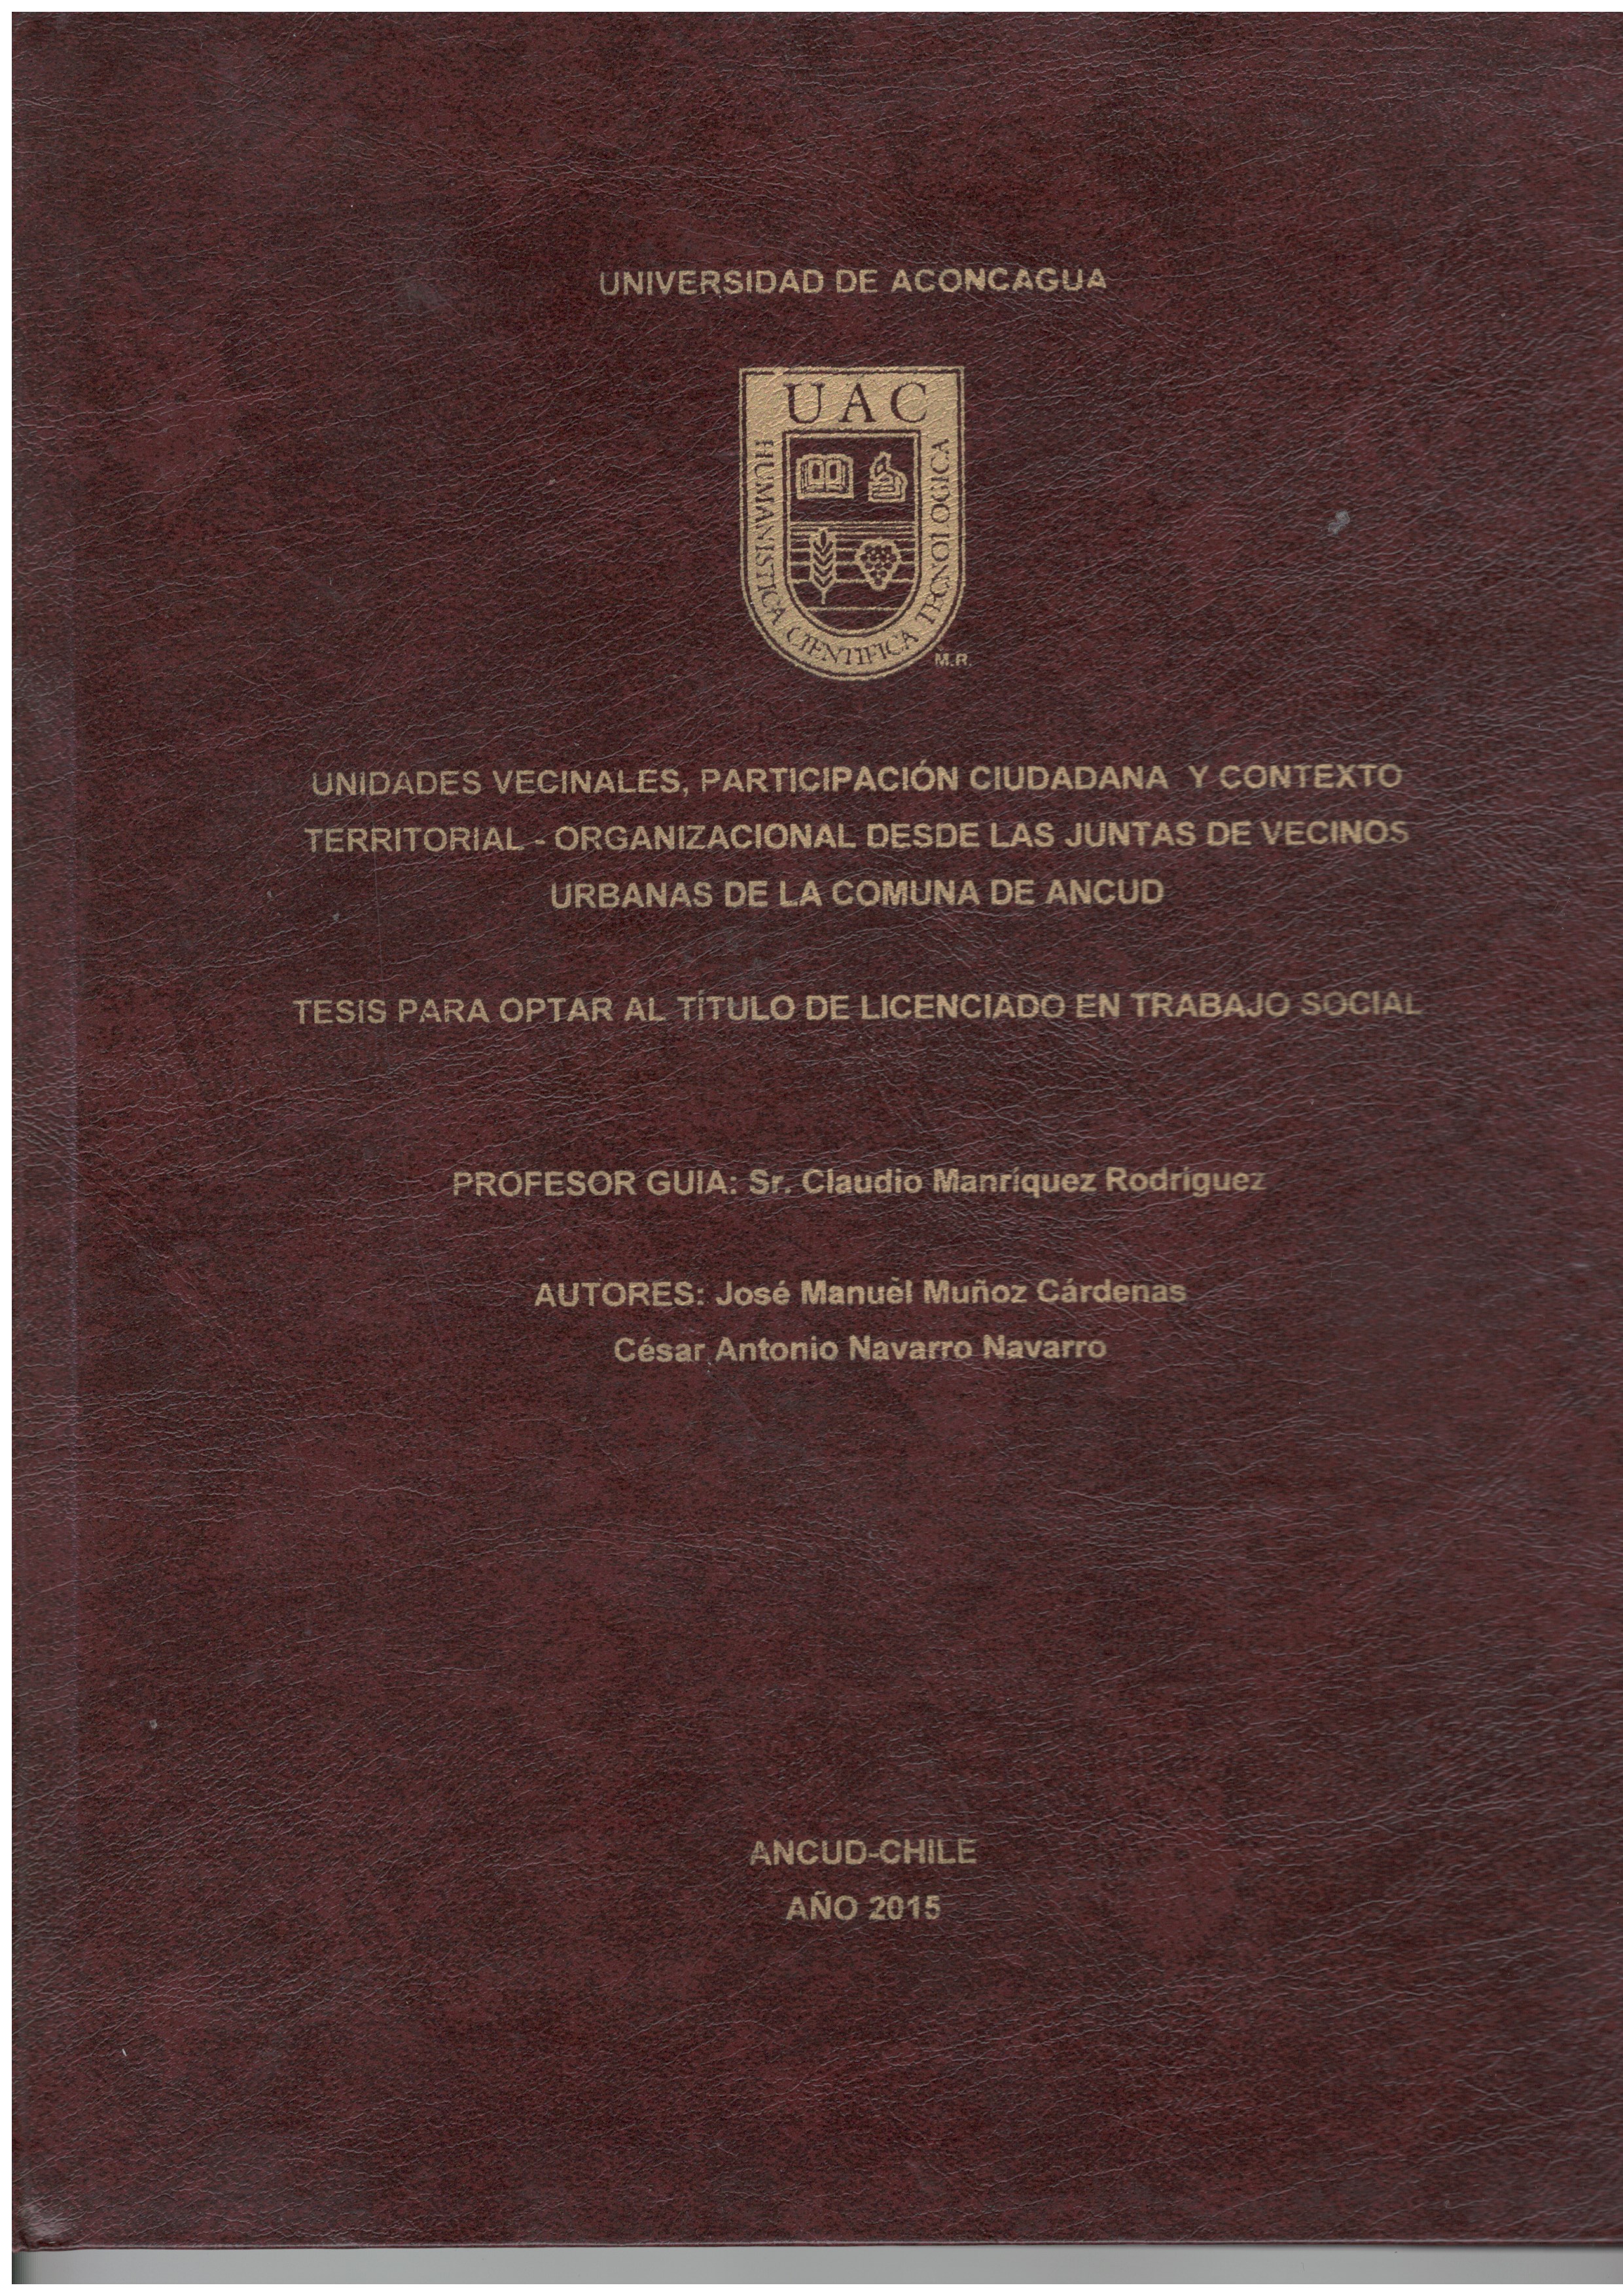 UNIVERSIDAD DE ACONCAGUA
UAC
HUMANISTICA CIENTIFICA TECNOLOGICA
M.R.
UNIDADES VECINALES, PARTICIPACIÓN CIUDADANA Y CONTEXTO
TERRITORIAL - ORGANIZACIONAL DESDE LAS JUNTAS DE VECINOS
URBANAS DE LA COMUNA DE ANCUD
TESIS PARA OPTAR AL TÍTULO DE LICENCIADO EN TRABAJO SOCIAL
PROFESOR GUIA: Sr. Claudio Manríquez Rodríguez
AUTORES: José Manuel Muñoz Cárdenas
César Antonio Navarro Navarro
ANCUD-CHILE
AÑO 2015